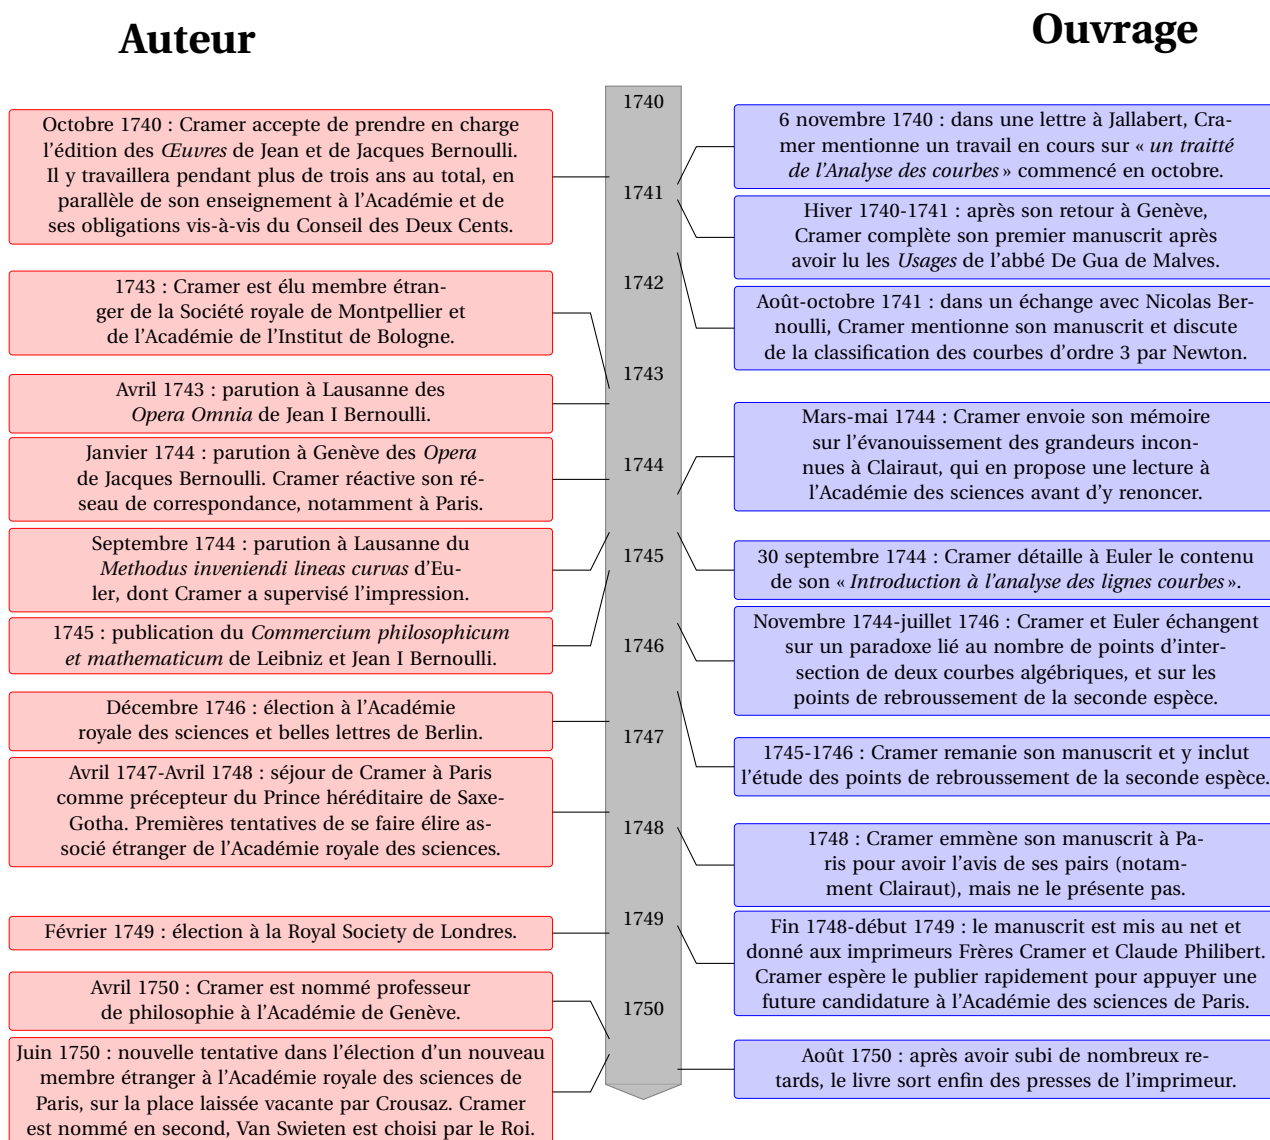 Auteur
Ouvrage
Octobre 1740 : Cramer accepte de prendre en charge
l'édition des Œuvres de Jean et de Jacques Bernoulli.
Il y travaillera pendant plus de trois ans au total, en
parallèle de son enseignement à l'Académie et de
ses obligations vis-à-vis du Conseil des Deux Cents.
1743 : Cramer est élu membre étran-
ger de la Société royale de Montpellier et
de l'Académie de l'Institut de Bologne.
Avril 1743 : parution à Lausanne des
Opera Omnia de Jean I Bernoulli.
Janvier 1744 : parution à Genève des Opera
de Jacques Bernoulli. Cramer réactive son ré-
seau de correspondance, notamment à Paris.
Septembre 1744 : parution à Lausanne du
Methodus inveniendi lineas curvas d'Eu-
ler, dont Cramer a supervisé l'impression.
1745 : publication du Commercium philosophicum
et mathematicum de Leibniz et Jean I Bernoulli.
Décembre 1746 : élection à l'Académie
royale des sciences et belles lettres de Berlin.
Avril 1747-Avril 1748 : séjour de Cramer à Paris
comme précepteur du Prince héréditaire de Saxe-
Gotha. Premières tentatives de se faire élire as-
socié étranger de l'Académie royale des sciences.
Février 1749 : élection à la Royal Society de Londres.
Avril 1750 : Cramer est nommé professeur
de philosophie à l'Académie de Genève.
Juin 1750 : nouvelle tentative dans l'élection d'un nouveau
membre étranger à l'Académie royale des sciences de
Paris, sur la place laissée vacante par Crousaz. Cramer
est nommé en second, Van Swieten est choisi par le Roi.
1740
1741
1742
1743
1744
1745
1746
1747
1748
1749
1750
6 novembre 1740 : dans une lettre à Jallabert, Cra-
mer mentionne un travail en cours sur « un traitté
de l'Analyse des courbes » commencé en octobre.
Hiver 1740-1741 : après son retour à Genève,
Cramer complète son premier manuscrit après
avoir lu les Usages de l'abbé De Gua de Malves.
Août-octobre 1741 : dans un échange avec Nicolas Ber-
noulli, Cramer mentionne son manuscrit et discute
de la classification des courbes d'ordre 3 par Newton.
Mars-mai 1744 : Cramer envoie son mémoire
sur l'évanouissement des grandeurs incon-
nues à Clairaut, qui en propose une lecture à
l'Académie des sciences avant d'y renoncer.
30 septembre 1744 : Cramer détaille à Euler le contenu
de son « Introduction à l'analyse des lignes courbes ».
Novembre 1744-juillet 1746 : Cramer et Euler échangent
sur un paradoxe lié au nombre de points d'inter-
section de deux courbes algébriques, et sur les
points de rebroussement de la seconde espèce.
1745-1746 : Cramer remanie son manuscrit et y inclut
l'étude des points de rebroussement de la seconde espèce.
1748 : Cramer emmène son manuscrit à Pa-
ris pour avoir l'avis de ses pairs (notam-
ment Clairaut), mais ne le présente pas.
Fin 1748-début 1749 : le manuscrit est mis au net et
donné aux imprimeurs Frères Cramer et Claude Philibert.
Cramer espère le publier rapidement pour appuyer une
future candidature à l'Académie des sciences de Paris.
Août 1750 : après avoir subi de nombreux re-
tards, le livre sort enfin des presses de l'imprimeur.